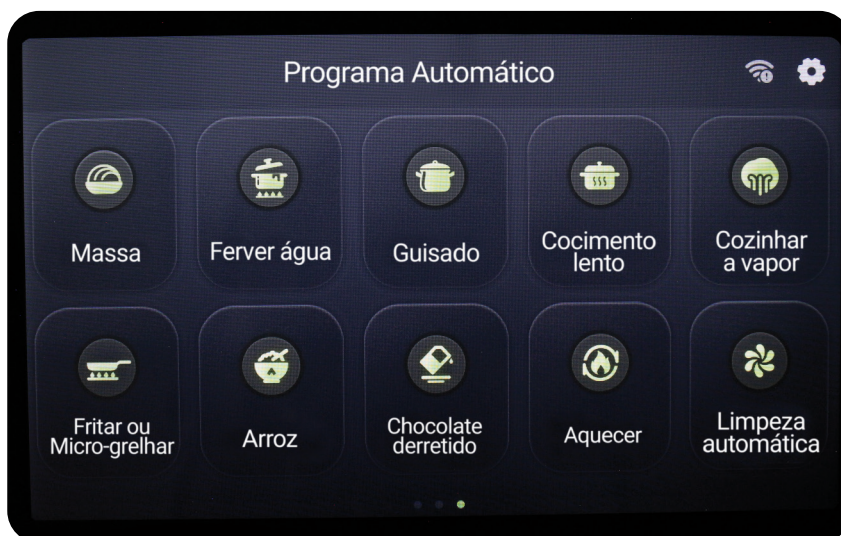 Programa Automático
Massa
Ferver água
Guisado
Cocimento
lento
Cozinhar
a vapor
Fritar ou
Micro-grelhar
Arroz
Chocolate
derretido
Aquecer
Limpeza
automática